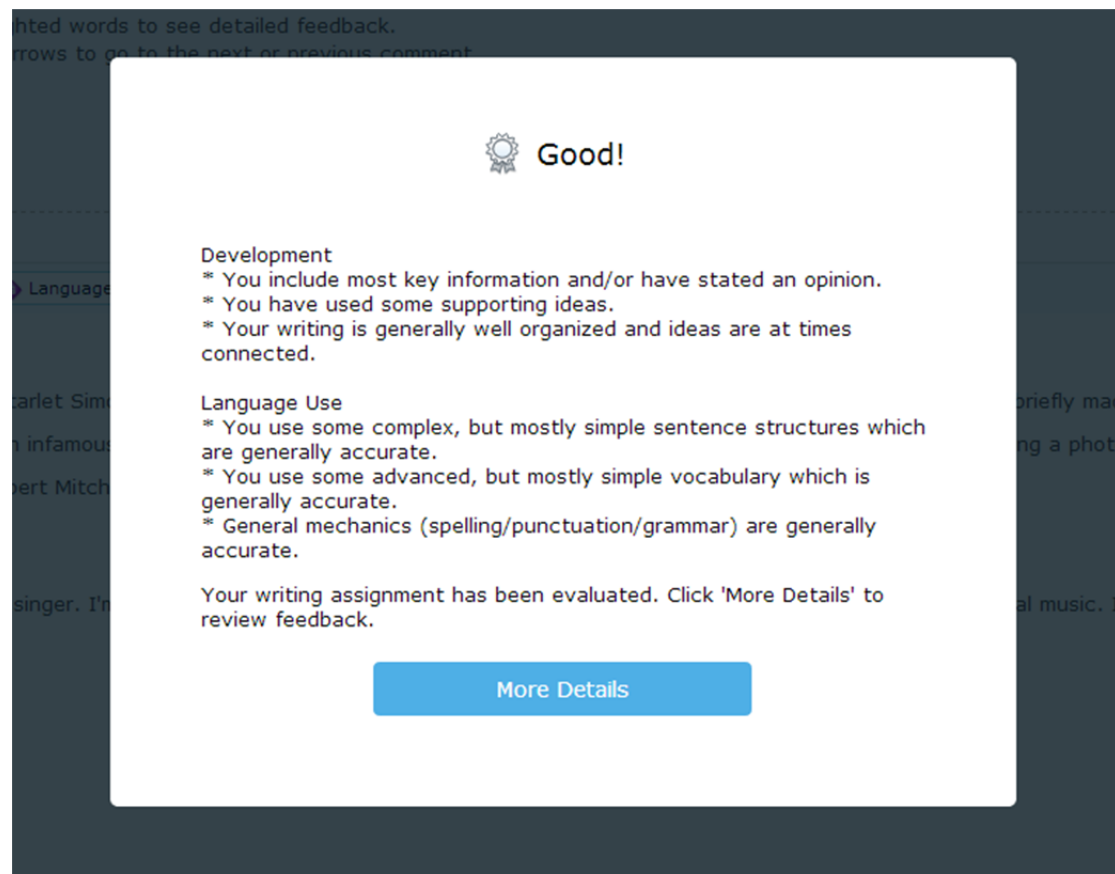 hted words to see detailed feedback.
rrows to go to the next or previous comment
Good!
Development
* You include most key information and/or have stated an opinion.
* You have used some supporting ideas.
* Your writing is generally well organized and ideas are at times
connected.
Language
Language Use
* You use some complex, but mostly simple sentence structures which
are generally accurate.
* You use some advanced, but mostly simple vocabulary which is
generally accurate.
* General mechanics (spelling/punctuation/grammar) are generally
accurate.
carlet Sim briefly ma
n infamous ng a phot
bert Mitch
Your writing assignment has been evaluated. Click 'More Details' to
review feedback.
singer. I'm al music. I
More Details